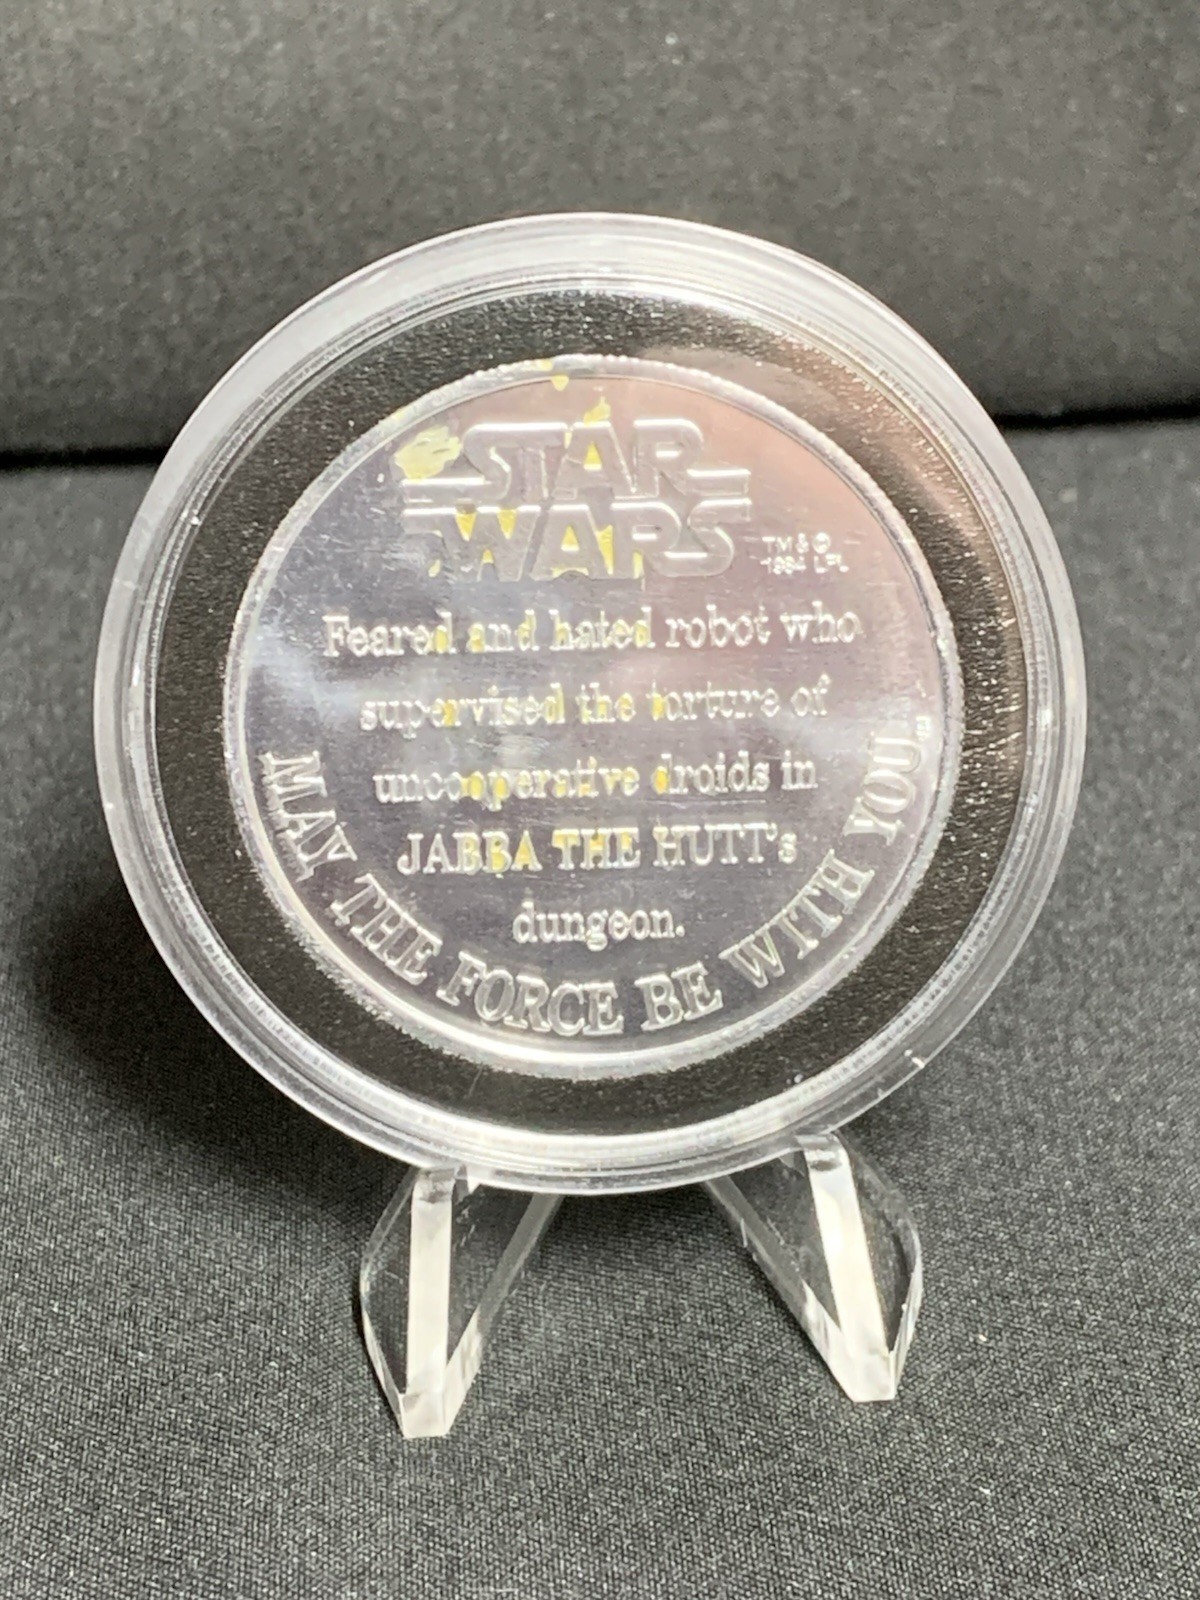 STAR
WARS
TM & ©
1984 LFL
Feared and hated robot who
supervised the torture of
uncooperative droids in
JABBA THE HUTT's
dungeon.
MAY THE FORCE BE WITH YOU